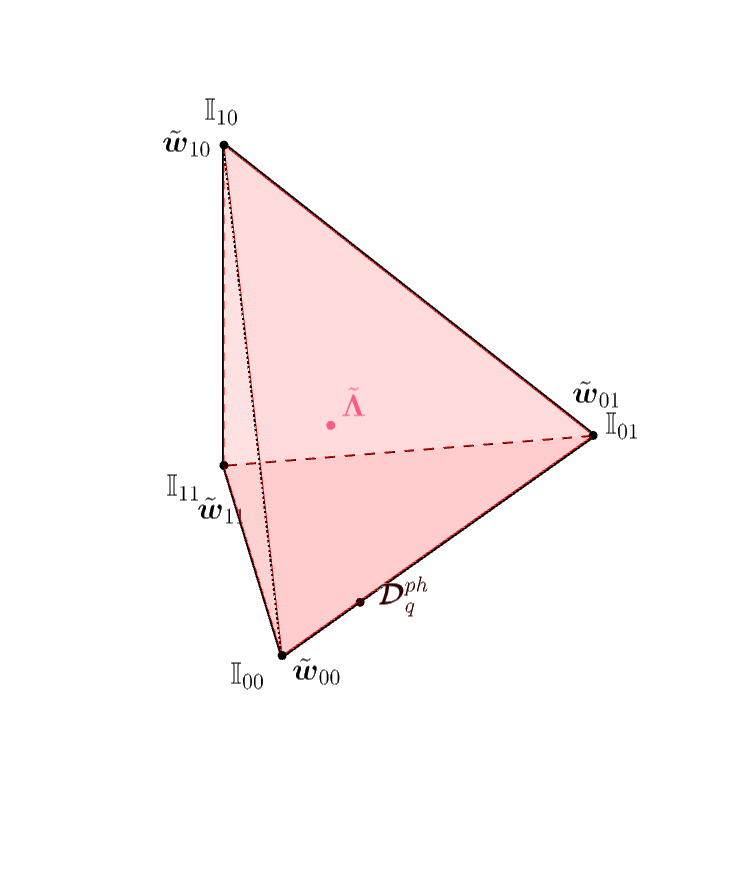 𝕀₁₀
w̃₁₀
Λ̃
w̃₀₁
𝕀₀₁
𝕀₁₁
w̃₁₁
𝒟_q^{ph}
𝕀₀₀ w̃₀₀